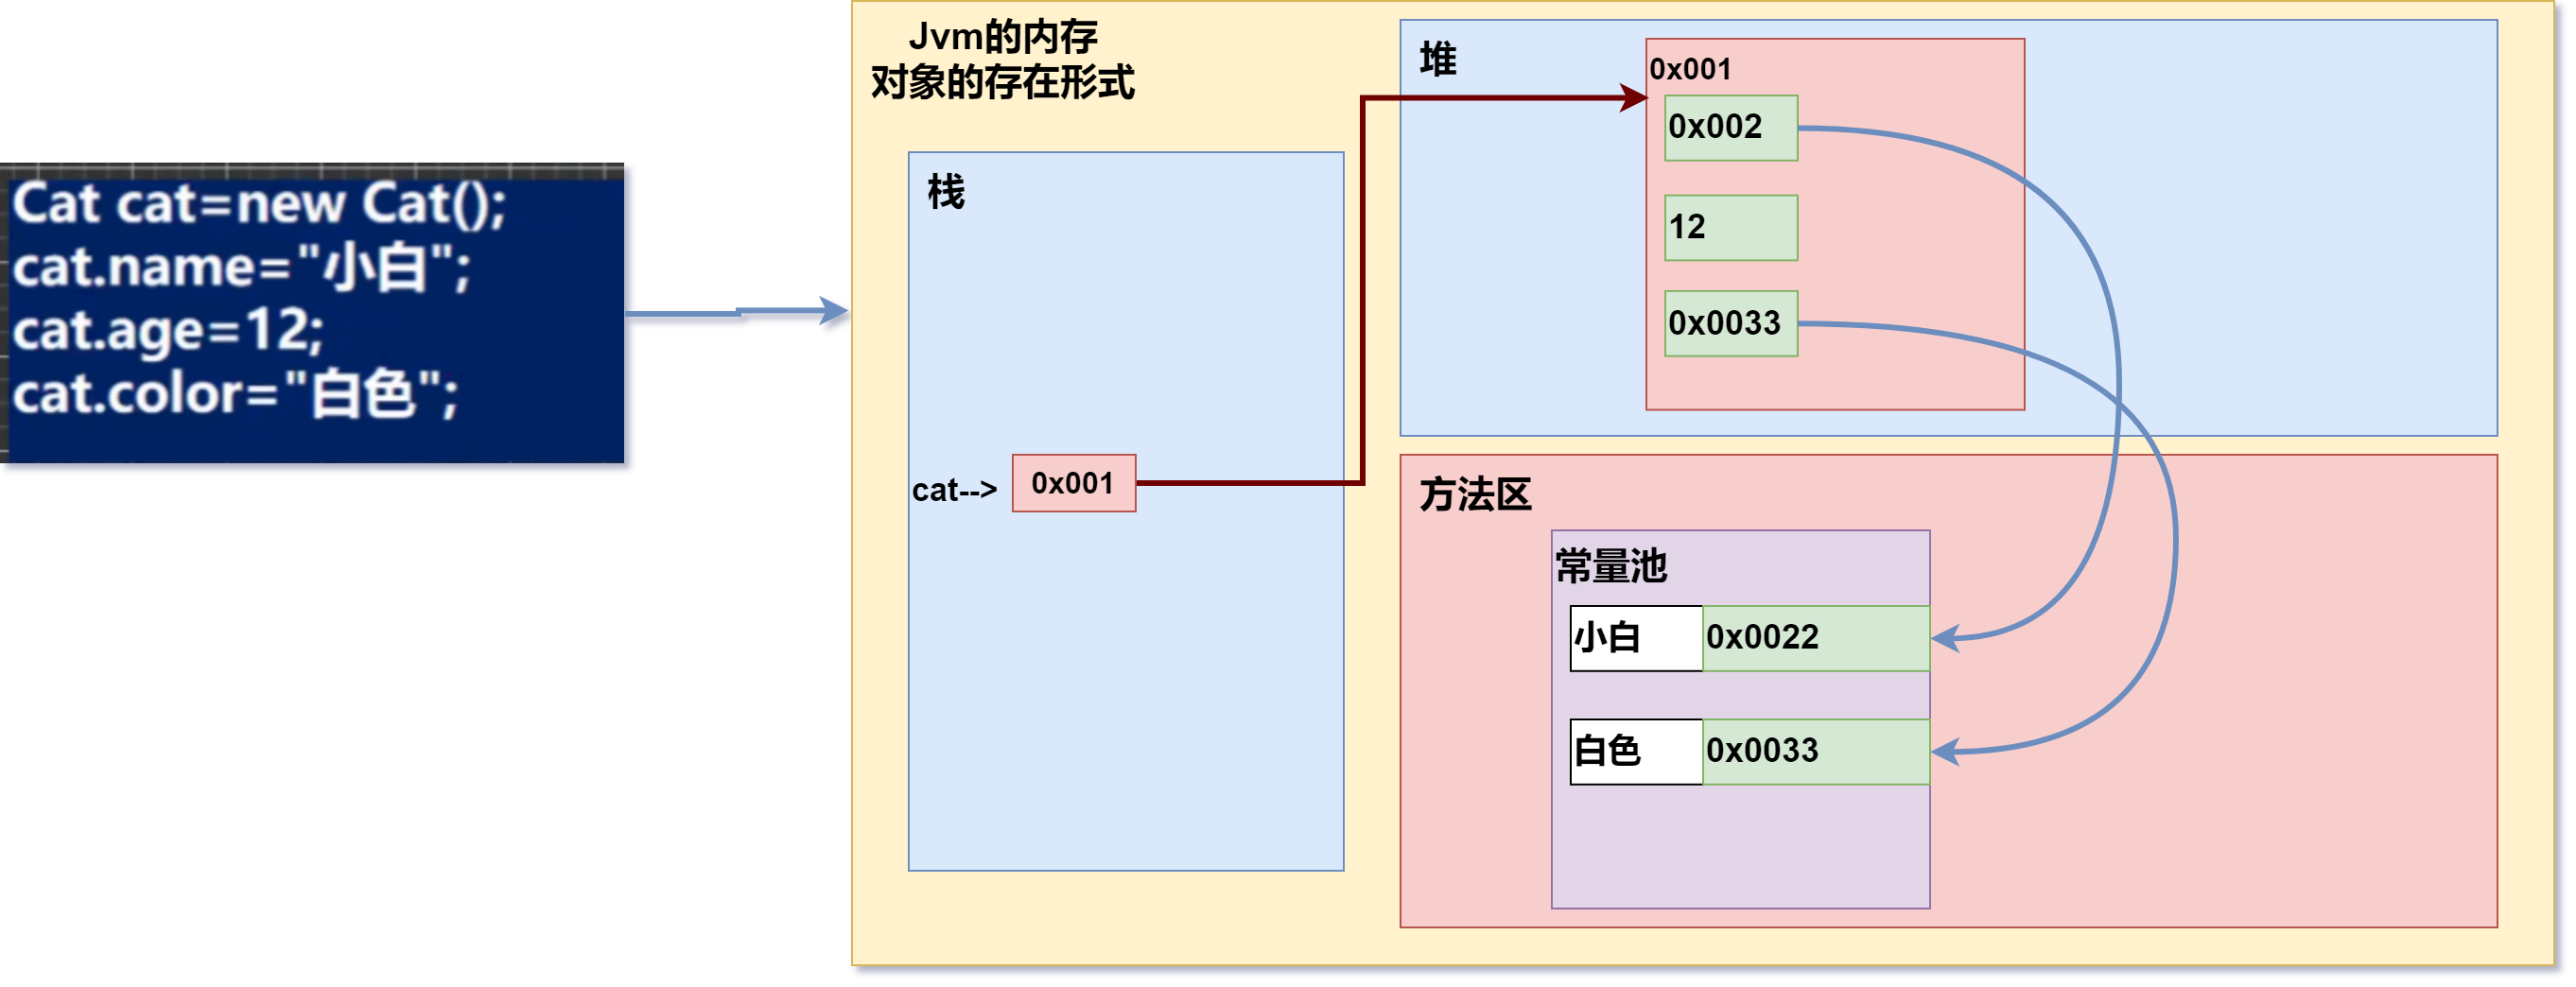 Cat cat=new Cat();
cat.name="小白";
cat.age=12;
cat.color="白色";
Jvm的内存
对象的存在形式
栈
cat-->
0x001
堆
0x001
0x002
12
0x0033
方法区
常量池
小白 0x0022
白色 0x0033